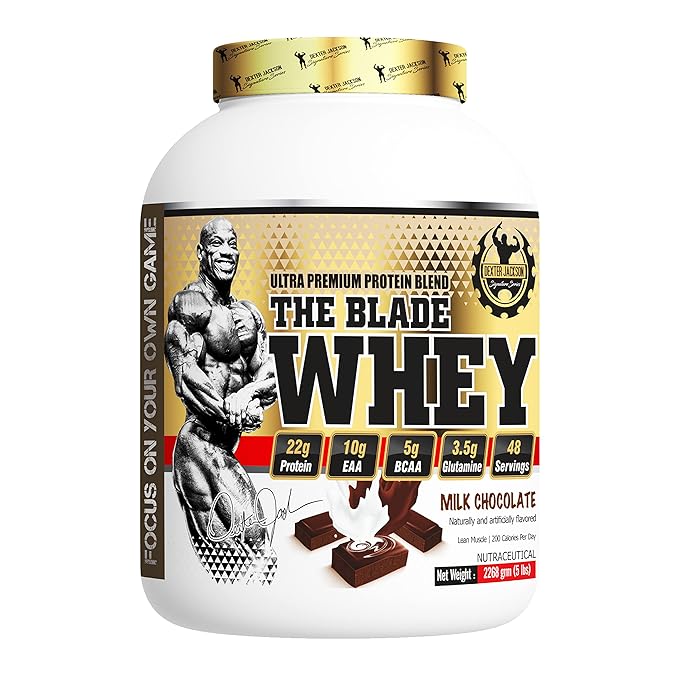 DEXTER JACKSON
Signature Series
FOCUS ON YOUR OWN GAME
DEXTER JACKSON
Signature Series
ULTRA PREMIUM PROTEIN BLEND
THE BLADE
WHEY
22g
Protein
10g
EAA
5g
BCAA
3.5g
Glutamine
48
Servings
MILK CHOCOLATE
Naturally and artificially flavored
Lean Muscle | 200 Calories Per Day
NUTRACEUTICAL
Net Weight : 2268 grm (5 lbs)